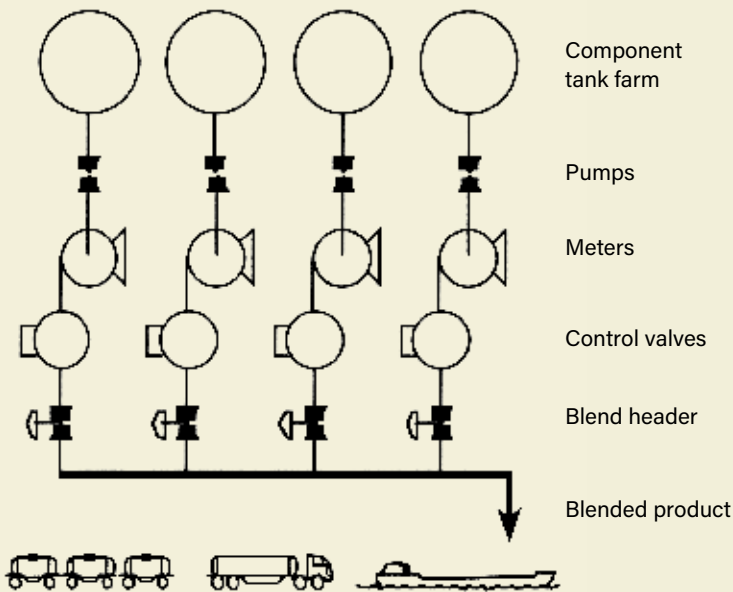 Component
tank farm
Pumps
Meters
Control valves
Blend header
Blended product